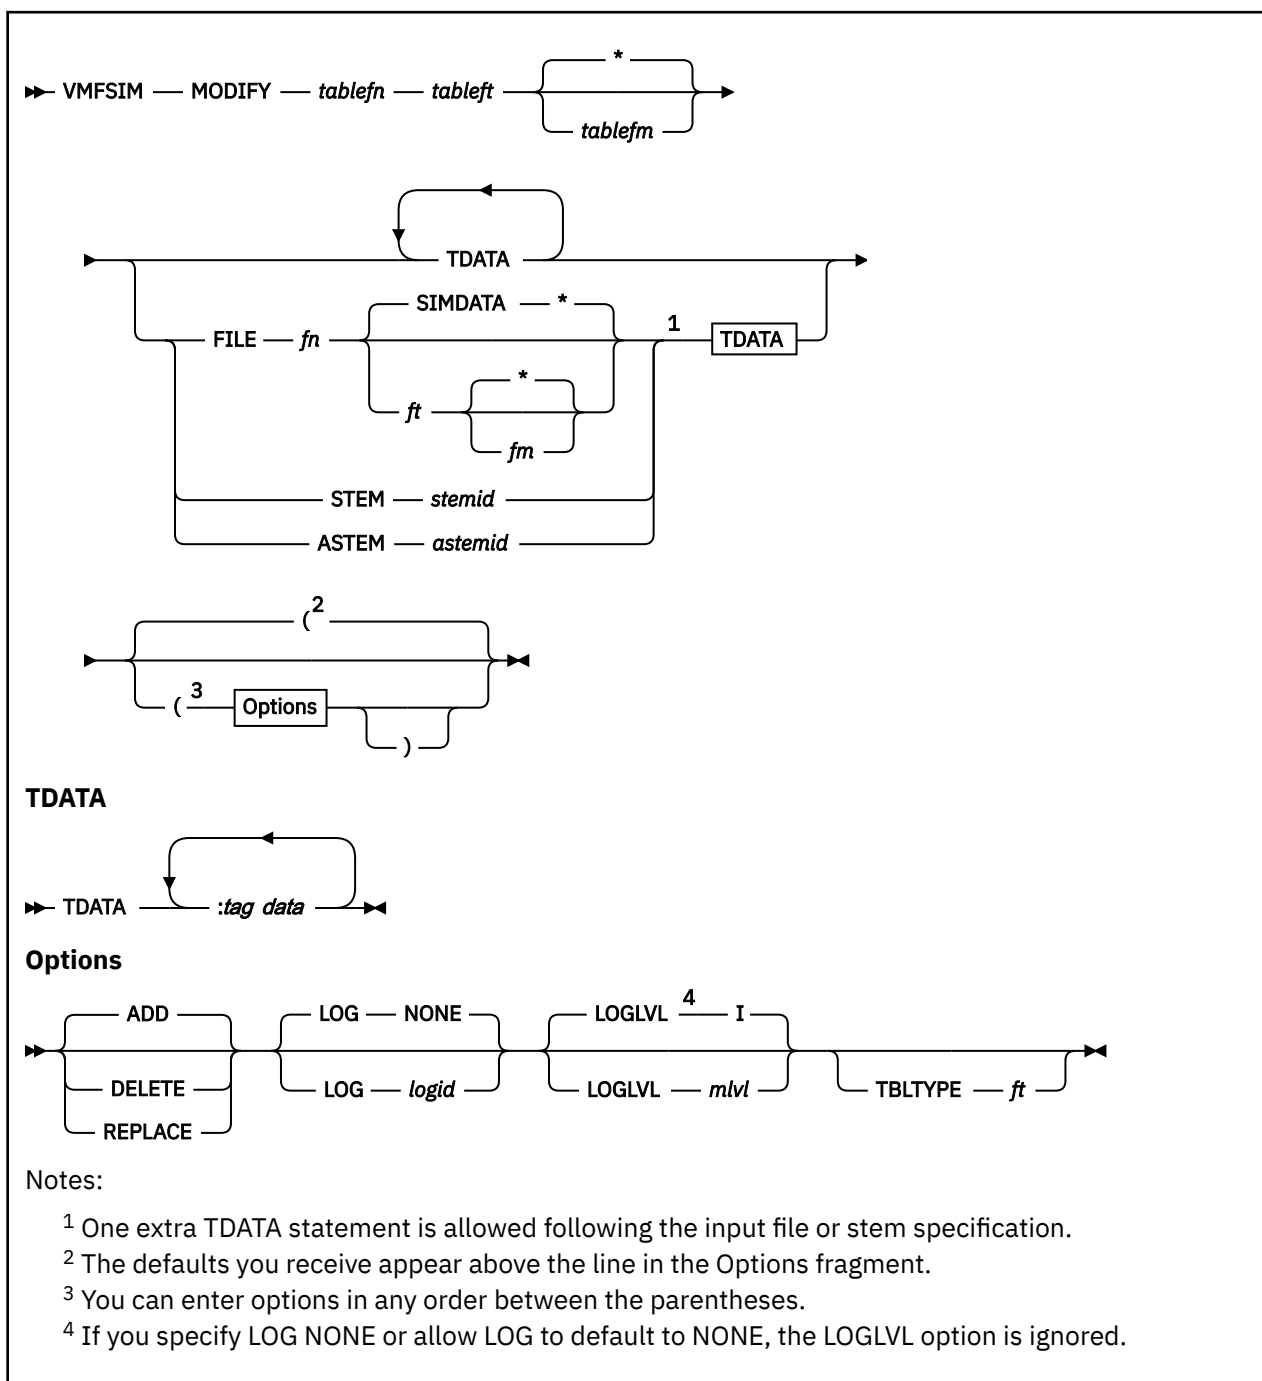 *
VMFSIM MODIFY tablefn tableft
tablefm
TDATA
SIMDATA *
FILE fn 1 TDATA
*
ft
fm
STEM stemid
ASTEM astemid
( 2
( 3 Options
)
TDATA
TDATA :tag data
Options
ADD LOG NONE LOGLVL 4 I
DELETE LOG logid LOGLVL mlvl TBLTYPE ft
REPLACE
Notes:
1 One extra TDATA statement is allowed following the input file or stem specification.
2 The defaults you receive appear above the line in the Options fragment.
3 You can enter options in any order between the parentheses.
4 If you specify LOG NONE or allow LOG to default to NONE, the LOGLVL option is ignored.